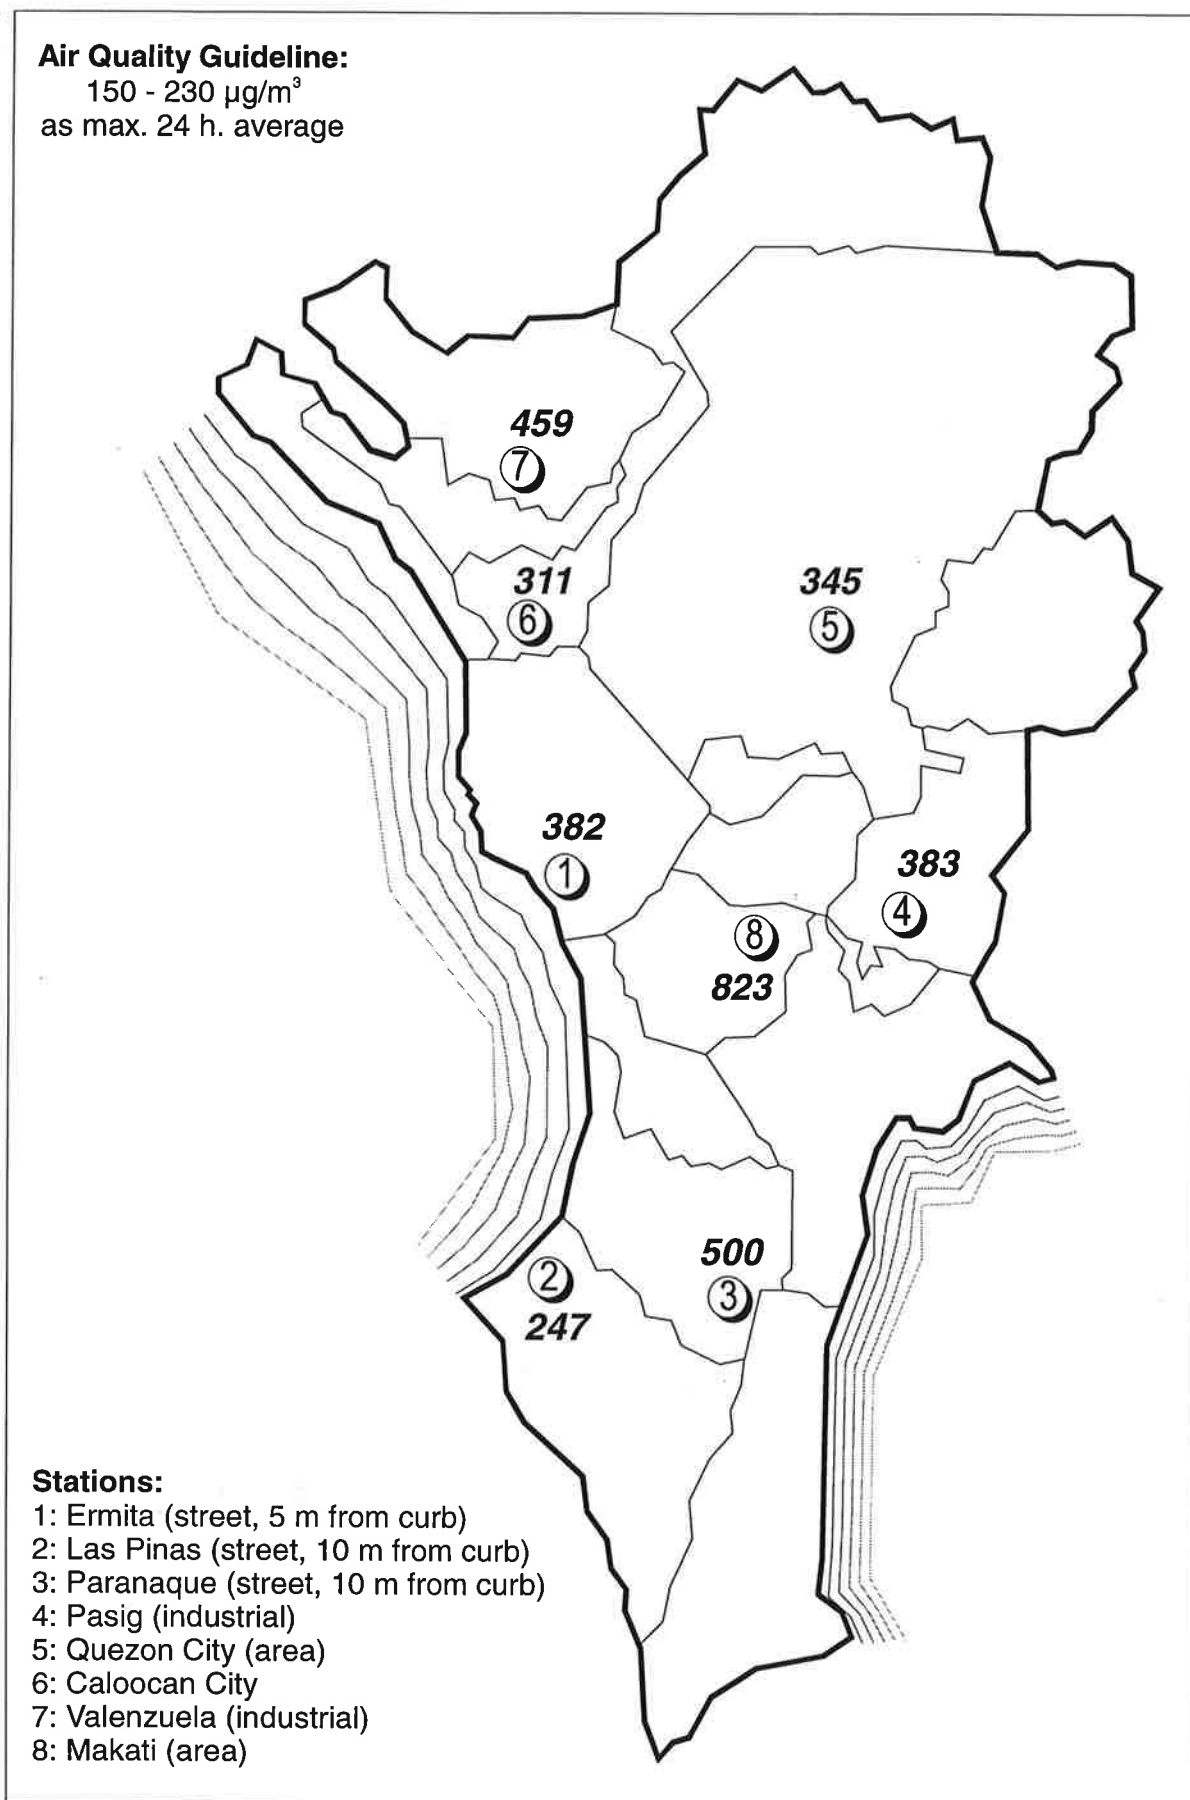 Air Quality Guideline:
150 - 230 µg/m³
as max. 24 h. average
459
7
311
6
345
5
382
1
383
4
8
823
500
3
2
247
Stations:
1: Ermita (street, 5 m from curb)
2: Las Pinas (street, 10 m from curb)
3: Paranaque (street, 10 m from curb)
4: Pasig (industrial)
5: Quezon City (area)
6: Caloocan City
7: Valenzuela (industrial)
8: Makati (area)